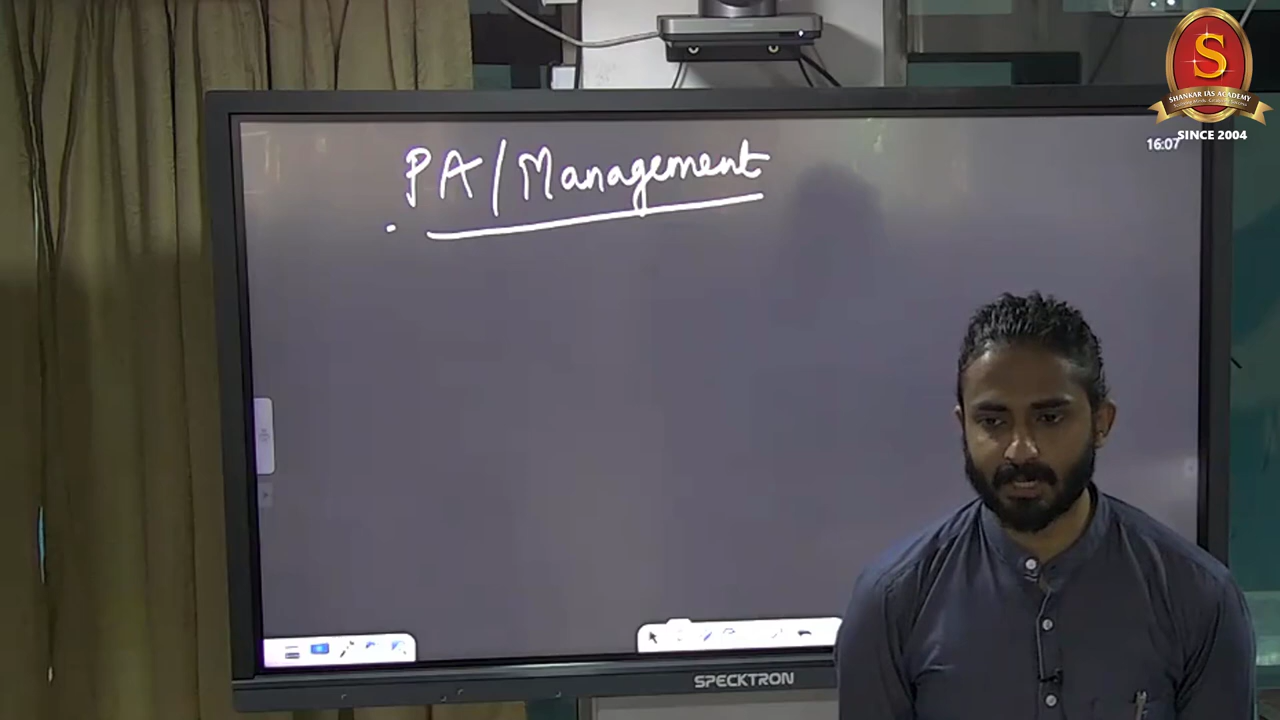 S
SHANKAR IAS ACADEMY
SINCE 2004
16:07
PA/Management
SPECKTRON